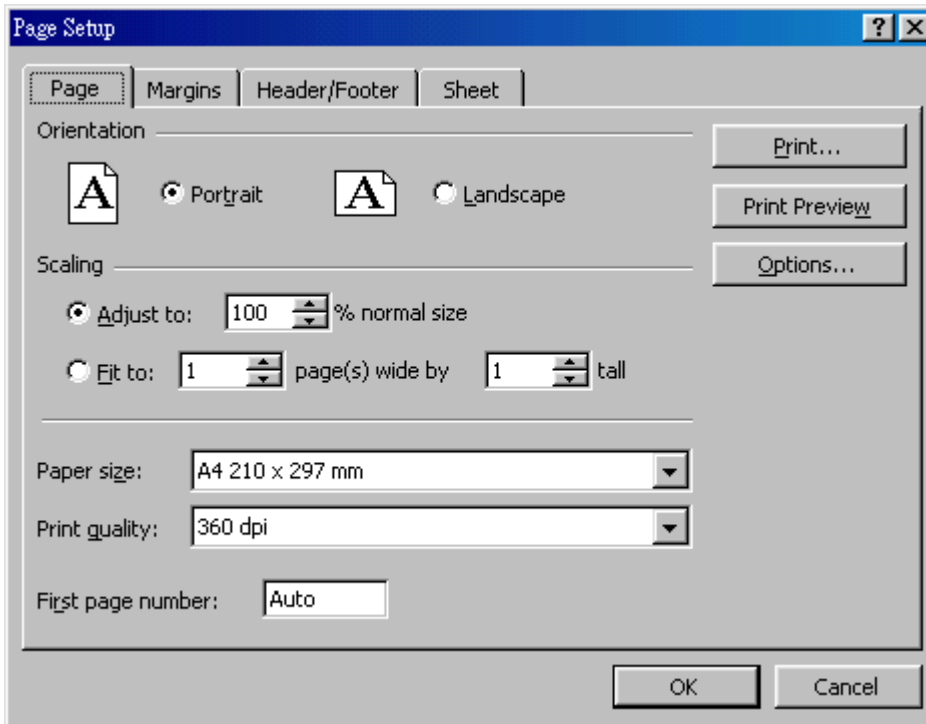 Page Setup
Page Margins Header/Footer Sheet
Orientation
A Portrait A Landscape
Print...
Print Preview
Options...
Scaling
Adjust to: 100 % normal size
Fit to: 1 page(s) wide by 1 tall
Paper size: A4 210 x 297 mm
Print quality: 360 dpi
First page number: Auto
OK Cancel